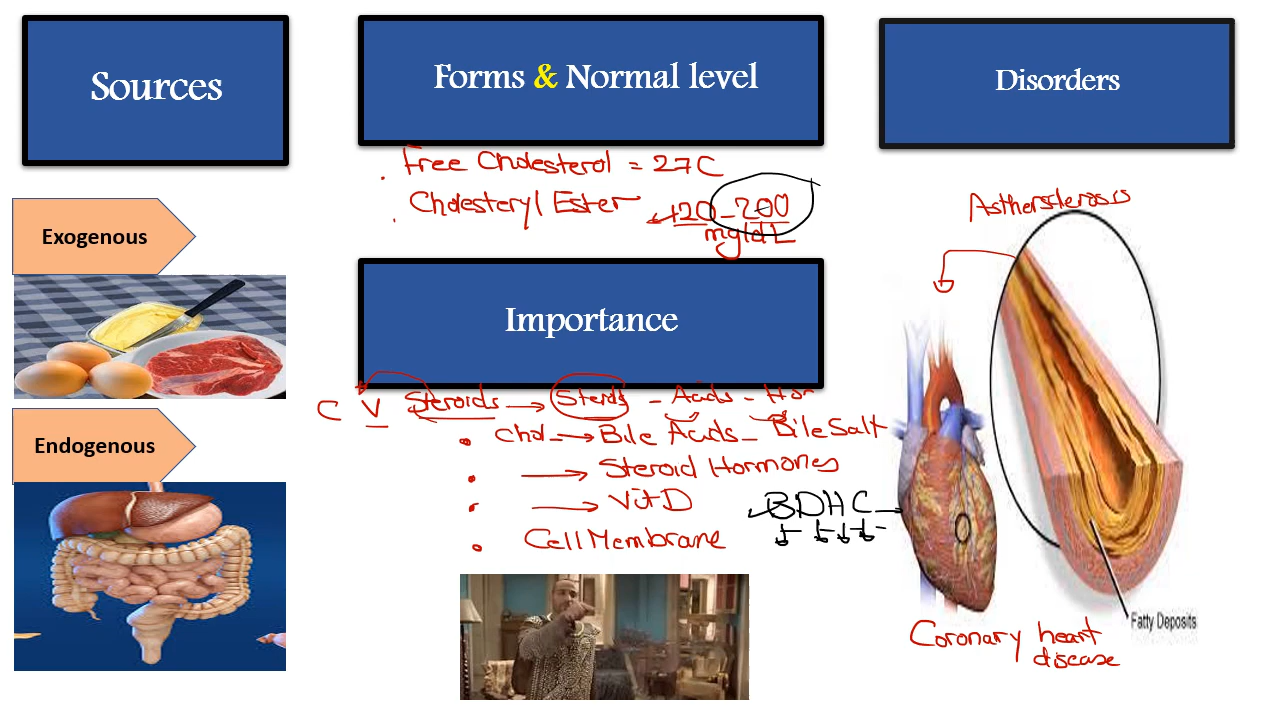 Sources
Exogenous
Endogenous
Forms & Normal level
. Free Cholesterol = 27C
. Cholesteryl Ester
120 - 200
mg/dL
Importance
C V Steroids → Sterols - Acids - Hor
• Chol → Bile Acids - Bile Salt
• → Steroid Hormones
• → Vit D
• Cell Membrane
BDHC
Disorders
Astherosclerosis
Fatty Deposits
Coronary heart
disease